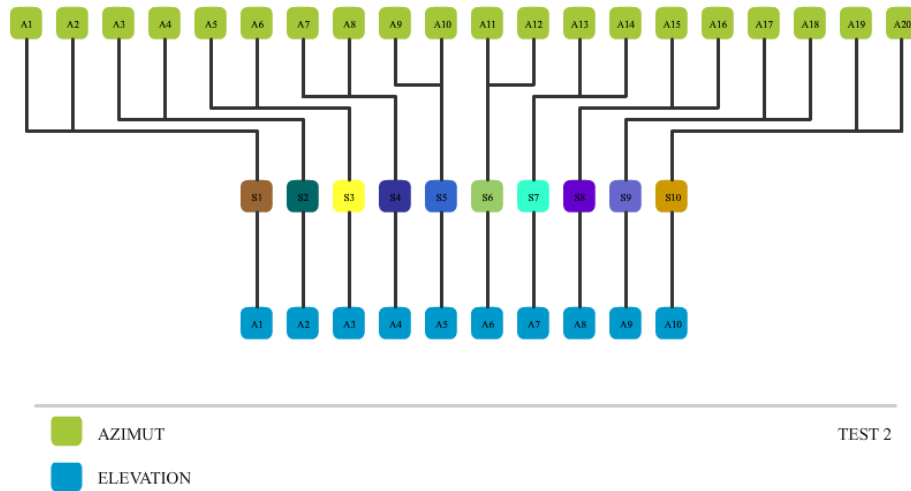 A1 A2 A3 A4 A5 A6 A7 A8 A9 A10 A11 A12 A13 A14 A15 A16 A17 A18 A19 A20
S1 S2 S3 S4 S5 S6 S7 S8 S9 S10
A1 A2 A3 A4 A5 A6 A7 A8 A9 A10
AZIMUT TEST 2
ELEVATION